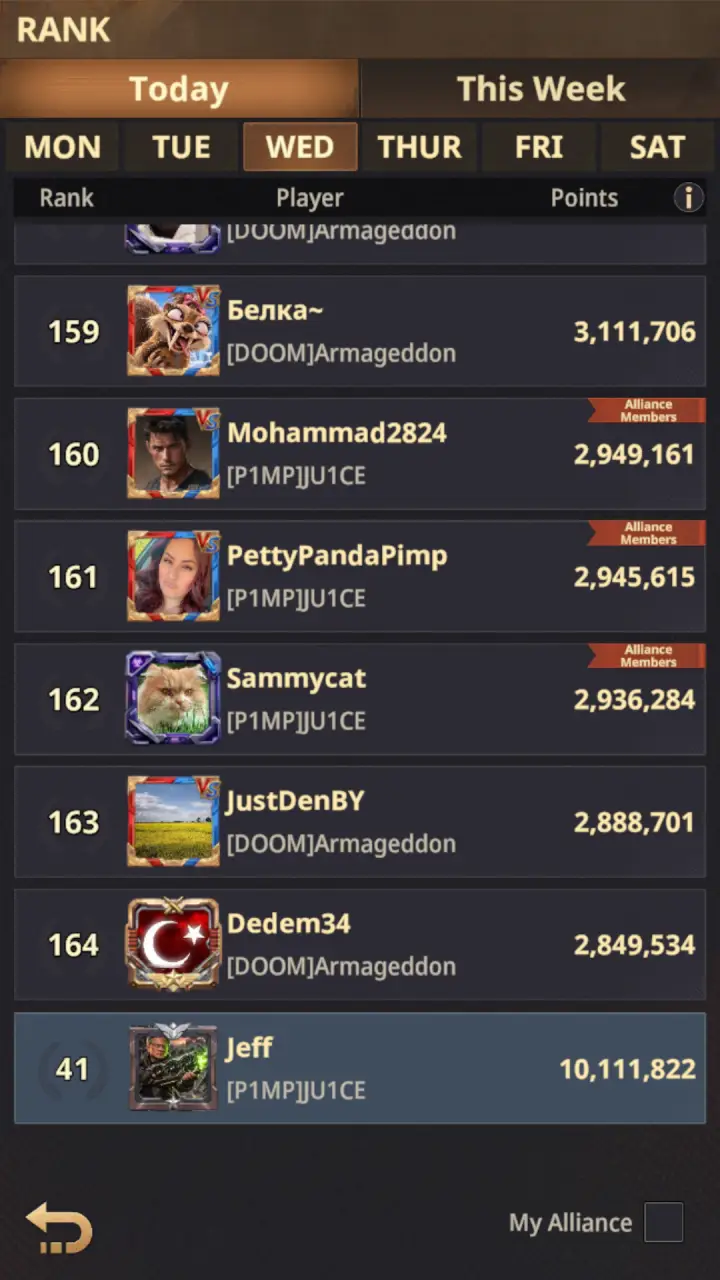 RANK
Today
This Week
MON
TUE
WED
THUR
FRI
SAT
Rank
Player
Points
[DOOM]Armageddon
159
Белка~
[DOOM]Armageddon
3,111,706
160
VS
Mohammad2824
[P1MP]JU1CE
Alliance
Members
2,949,161
161
VS
PettyPandaPimp
[P1MP]JU1CE
Alliance
Members
2,945,615
162
Sammycat
[P1MP]JU1CE
Alliance
Members
2,936,284
163
VS
JustDenBY
[DOOM]Armageddon
2,888,701
164
Dedem34
[DOOM]Armageddon
2,849,534
41
Jeff
[P1MP]JU1CE
10,111,822
My Alliance